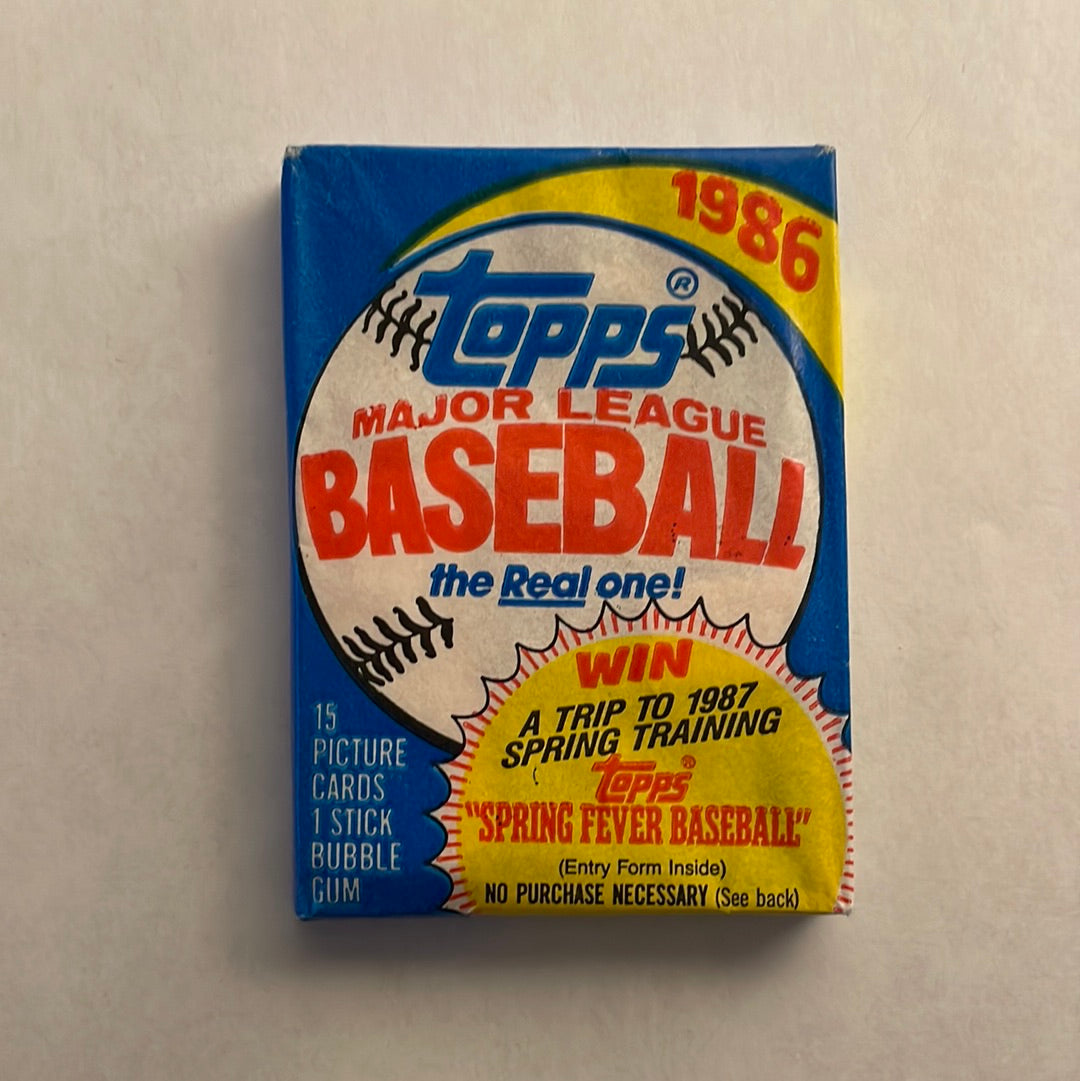 1986
topps®
MAJOR LEAGUE
BASEBALL
the Real one!
WIN
A TRIP TO 1987
SPRING TRAINING
topps®
"SPRING FEVER BASEBALL"
(Entry Form Inside)
NO PURCHASE NECESSARY (See back)
15
PICTURE
CARDS
1 STICK
BUBBLE
GUM